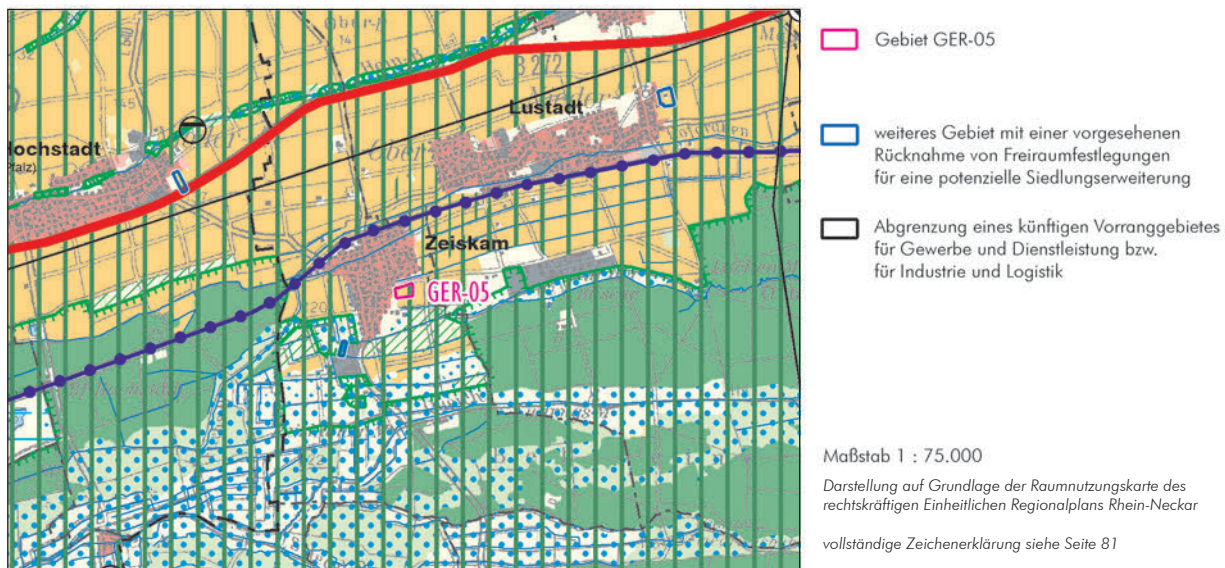 Gebiet GER-05
weiteres Gebiet mit einer vorgesehenen
Rücknahme von Freiraumfestlegungen
für eine potenzielle Siedlungserweiterung
Abgrenzung eines künftigen Vorranggebietes
für Gewerbe und Dienstleistung bzw.
für Industrie und Logistik
Maßstab 1 : 75.000
Darstellung auf Grundlage der Raumnutzungskarte des
rechtskräftigen Einheitlichen Regionalplans Rhein-Neckar
vollständige Zeichenerklärung siehe Seite 81
B 272
Lustadt
Hochstadt
Zeiskam
GER-05